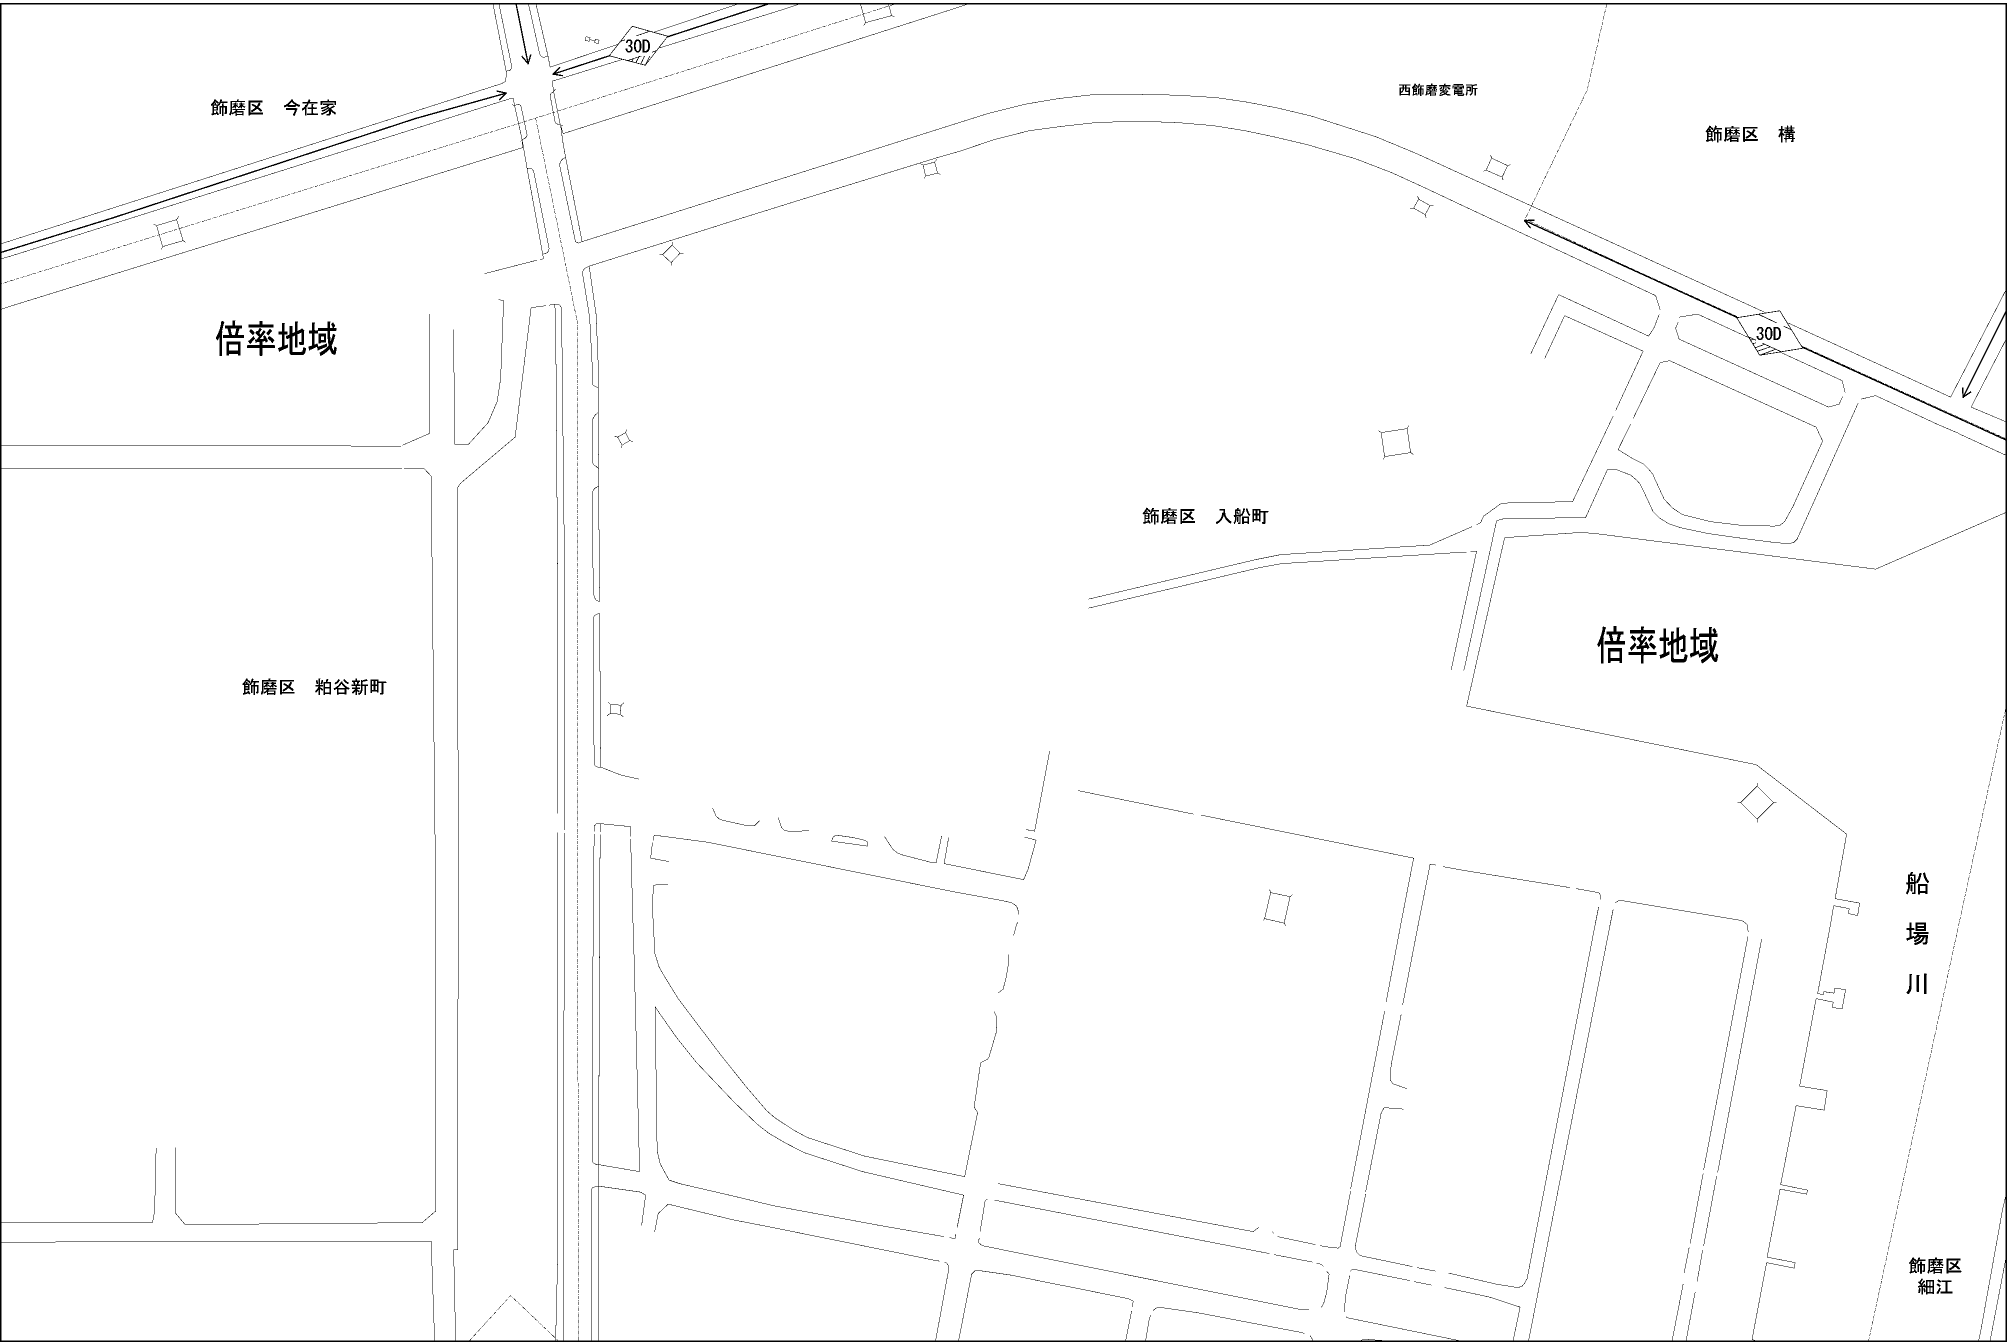 30D
西飾磨変電所
飾磨区　今在家
飾磨区　構
30D
倍率地域
飾磨区　入船町
倍率地域
飾磨区　粕谷新町
船場川
飾磨区
細江